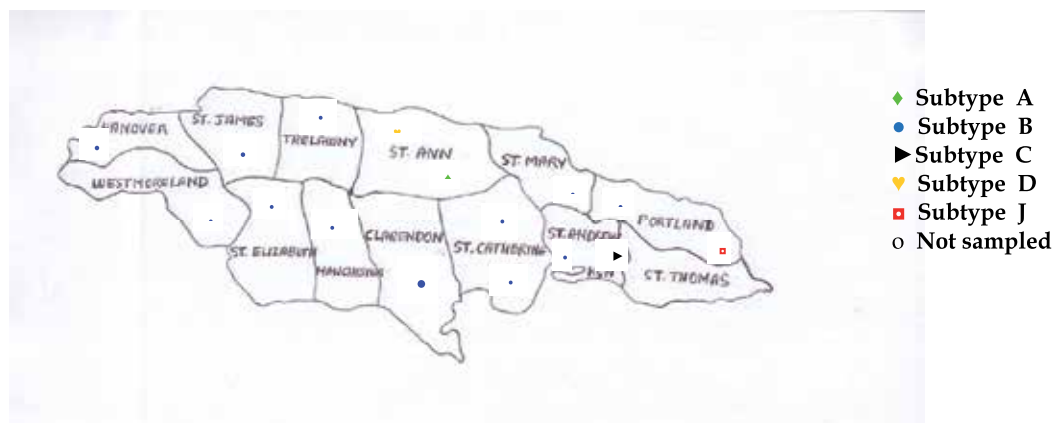 HANOVER
ST. JAMES
TRELAWNY
ST. ANN
ST. MARY
WESTMORELAND
PORTLAND
CLARENDON
ST. ANDREW
ST. ELIZABETH
ST. CATHERINE
ST. THOMAS
Subtype A
Subtype B
Subtype C
Subtype D
Subtype J
Not sampled